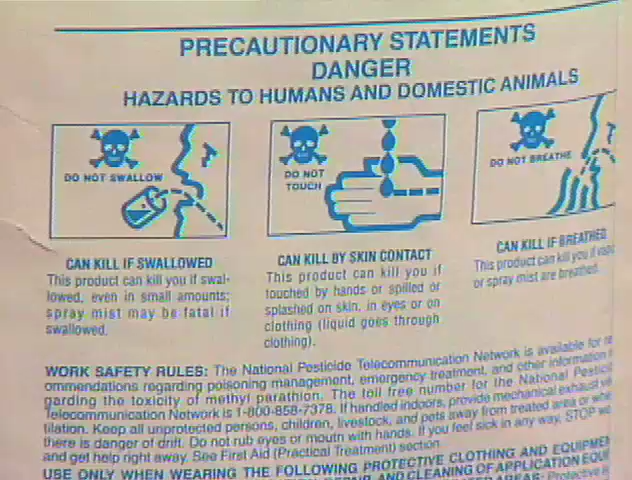 PRECAUTIONARY STATEMENTS
DANGER
HAZARDS TO HUMANS AND DOMESTIC ANIMALS
DO NOT SWALLOW
DO NOT
TOUCH
DO NOT BREATHE
CAN KILL IF SWALLOWED
This product can kill you if swal-
lowed, even in small amounts;
spray mist may be fatal if
swallowed.
CAN KILL BY SKIN CONTACT
This product can kill you if
touched by hands or spilled or
splashed on skin, in eyes or on
clothing (liquid goes through
clothing).
CAN KILL IF BREATHED
This product can kill you if
or spray mist are breathed.
WORK SAFETY RULES: The National Pesticide Telecommunication Network is available for
ommendations regarding poisoning management, emergency treatment, and other information
garding the toxicity of methyl parathion. The toll free number for the National
Telecommunication Network is 1-800-858-7378. If handled indoors, provide mechanical exhaust
tilation. Keep all unprotected persons, children, livestock, and pets away from treated area or
there is danger of drift. Do not rub eyes or mouth with hands. If you feel sick in any way, STOP
and get help right away. See First Aid (Practical Treatment) section.
USE ONLY WHEN WEARING THE FOLLOWING PROTECTIVE CLOTHING AND
AND CLEANING OF APPLICATION